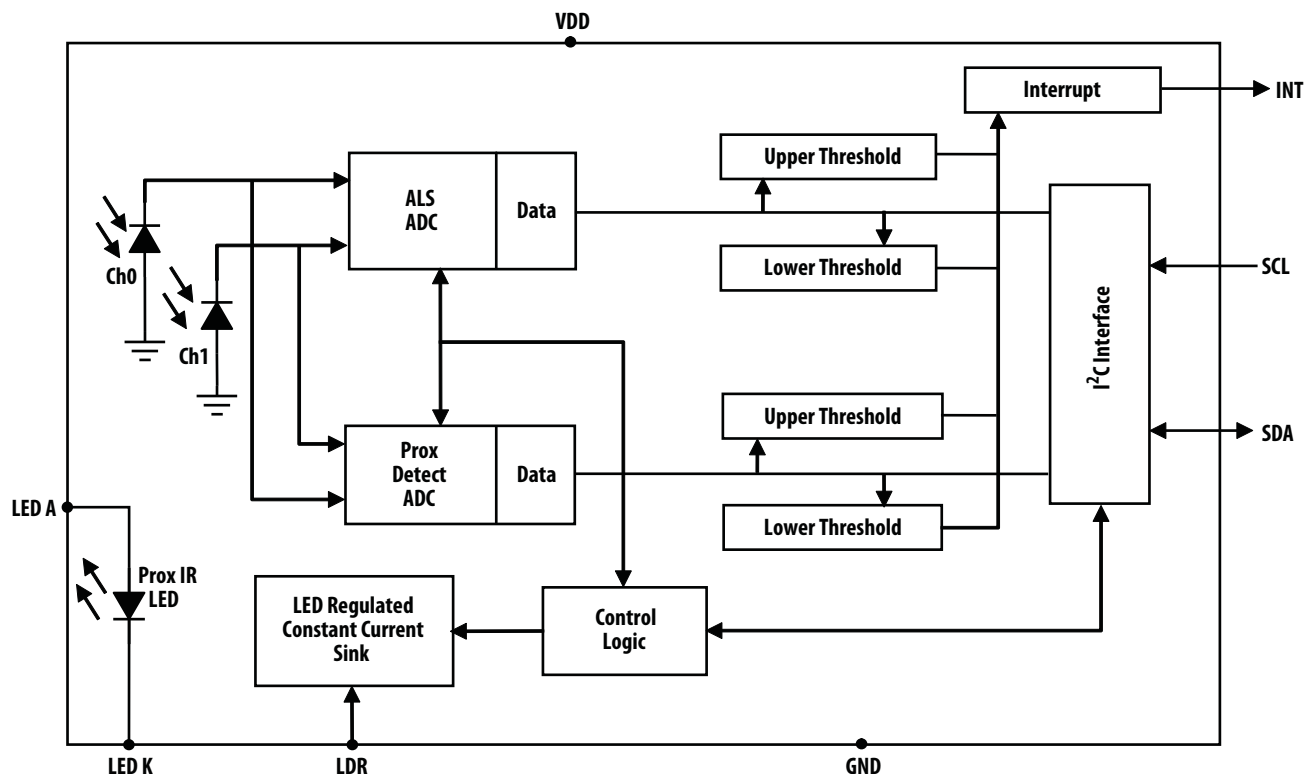 VDD
Interrupt
INT
Upper Threshold
ALS
ADC
Data
Ch0
Lower Threshold
SCL
Ch1
I²C Interface
Upper Threshold
SDA
Prox
Detect
ADC
Data
LED A
Lower Threshold
Prox IR
LED
LED Regulated
Constant Current
Sink
Control
Logic
LED K
LDR
GND